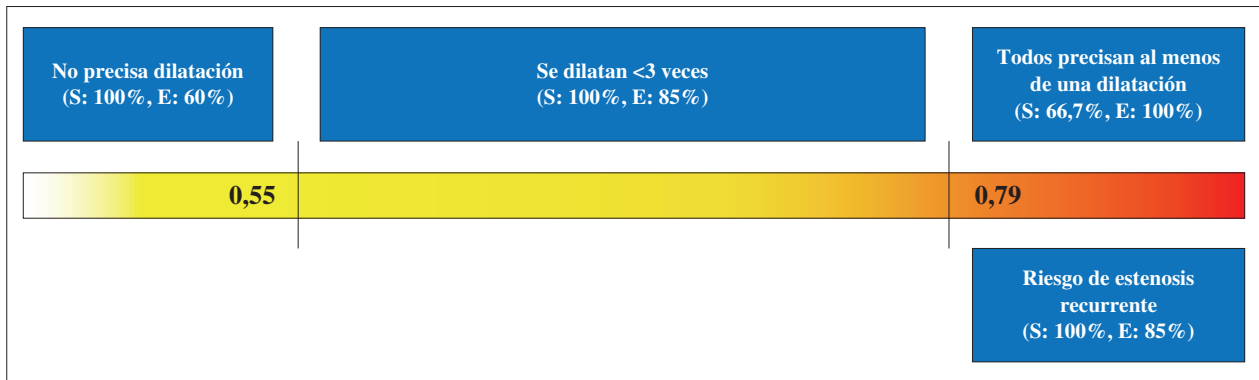 No precisa dilatación
(S: 100%, E: 60%)
Se dilatan <3 veces
(S: 100%, E: 85%)
Todos precisan al menos
de una dilatación
(S: 66,7%, E: 100%)
0,55
0,79
Riesgo de estenosis
recurrente
(S: 100%, E: 85%)